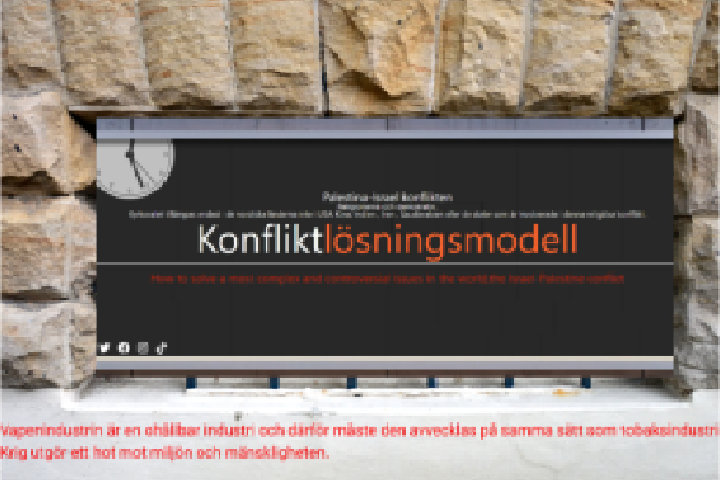 Palestina-Israel konflikten
Konfliktlösningsmodell
How to solve a most complex and controversial issues in the world,the Israel-Palestine conflict
Vapenindustrin är en ohållbar industri och därför måste den avvecklas på samma sätt som tobaksindustri
Krig utgör ett hot mot miljön och mänskligheten.